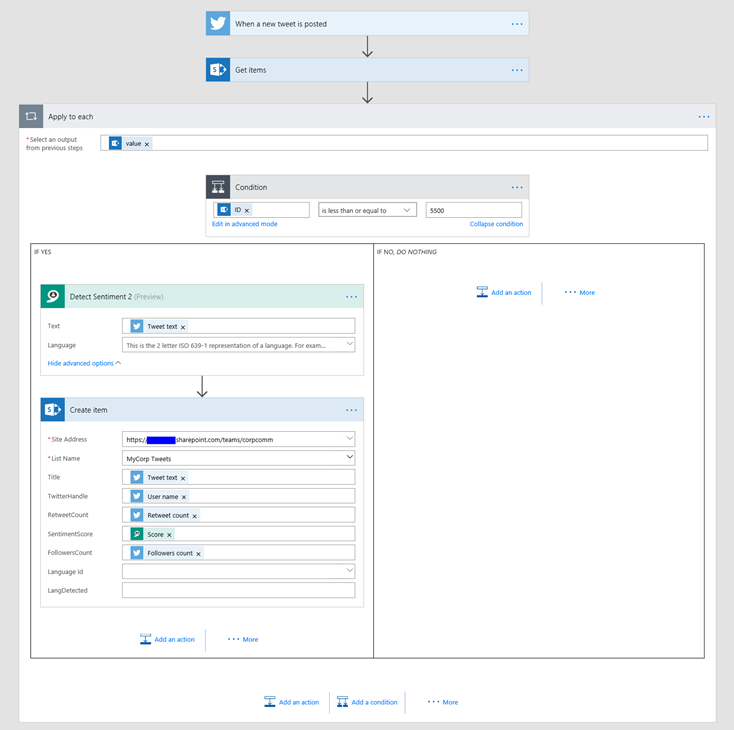 When a new tweet is posted
Get items
Apply to each
* Select an output
from previous steps
value ×
Condition
ID ×
is less than or equal to
5500
Edit in advanced mode
Collapse condition
IF YES
IF NO, DO NOTHING
Add an action
More
Detect Sentiment 2 (Preview)
Text
Tweet text ×
Language
This is the 2 letter ISO 639-1 representation of a language. For exam...
Hide advanced options
Create item
* Site Address
https:/ sharepoint.com/teams/corpcomm
* List Name
MyCorp Tweets
Title
Tweet text ×
TwitterHandle
User name ×
RetweetCount
Retweet count ×
SentimentScore
Score ×
FollowersCount
Followers count ×
Language Id
LangDetected
Add an action
More
Add an action
Add a condition
More